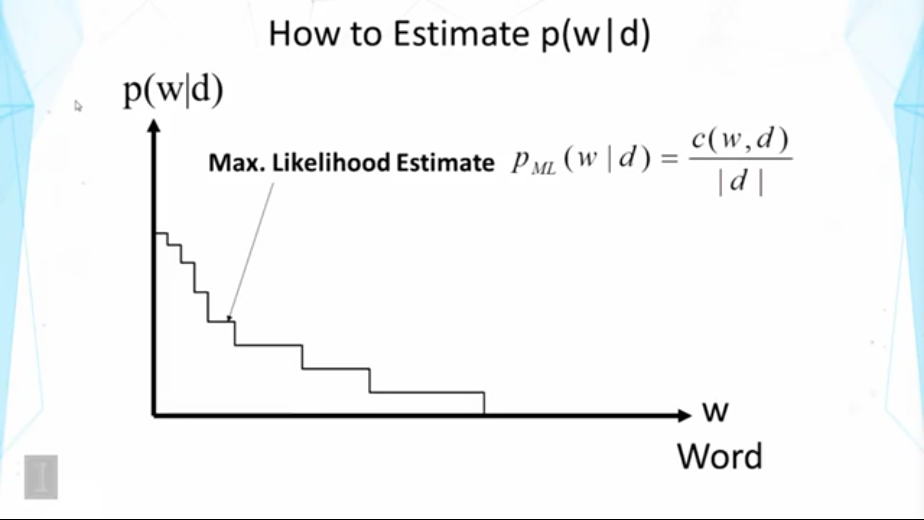 How to Estimate p(w|d)
p(w|d)
Max. Likelihood Estimate p_ML (w | d) = c(w,d) / | d |
w
Word
I